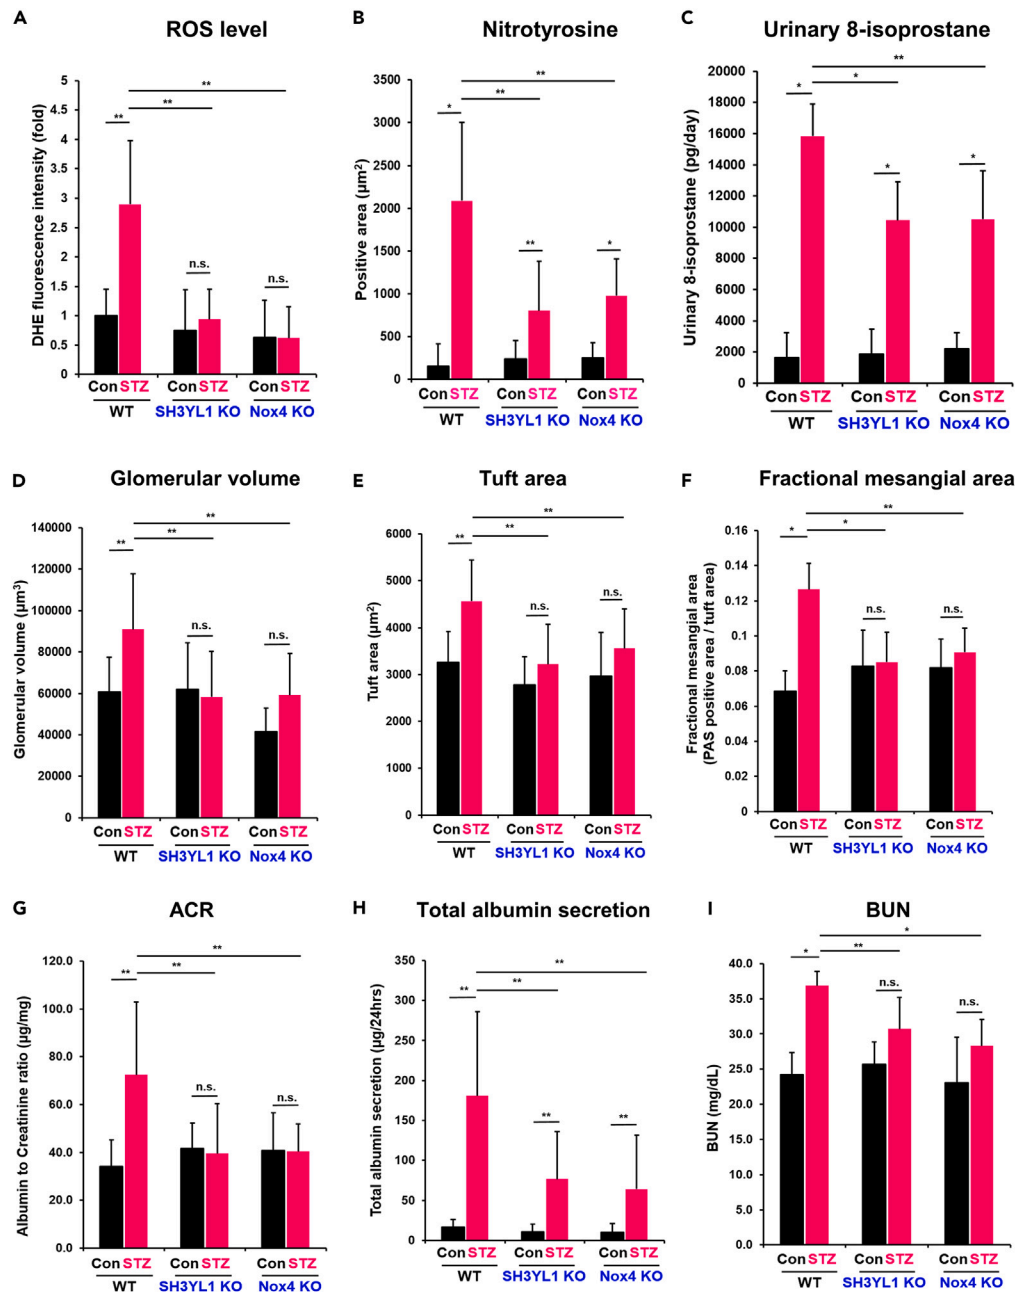 A ROS level
**
**
**
n.s.
n.s.
DHE fluorescence intensity (fold)
5
4.5
4
3.5
3
2.5
2
1.5
1
0.5
0
Con STZ Con STZ Con STZ
WT SH3YL1 KO Nox4 KO
B Nitrotyrosine
**
**
*
**
*
Positive area (µm²)
3500
3000
2500
2000
1500
1000
500
0
Con STZ Con STZ Con STZ
WT SH3YL1 KO Nox4 KO
C Urinary 8-isoprostane
**
*
*
*
*
Urinary 8-isoprostane (pg/day)
20000
18000
16000
14000
12000
10000
8000
6000
4000
2000
0
Con STZ Con STZ Con STZ
WT SH3YL1 KO Nox4 KO
D Glomerular volume
**
**
**
n.s.
n.s.
Glomerular volume (µm³)
140000
120000
100000
80000
60000
40000
20000
0
Con STZ Con STZ Con STZ
WT SH3YL1 KO Nox4 KO
E Tuft area
**
**
**
n.s.
n.s.
Tuft area (µm²)
6000
5000
4000
3000
2000
1000
0
Con STZ Con STZ Con STZ
WT SH3YL1 KO Nox4 KO
F Fractional mesangial area
**
*
*
n.s.
n.s.
Fractional mesangial area
(PAS positive area / tuft area)
0.16
0.14
0.12
0.1
0.08
0.06
0.04
0.02
0
Con STZ Con STZ Con STZ
WT SH3YL1 KO Nox4 KO
G ACR
**
**
**
n.s.
n.s.
Albumin to Creatinine ratio (µg/mg)
120.0
100.0
80.0
60.0
40.0
20.0
0.0
Con STZ Con STZ Con STZ
WT SH3YL1 KO Nox4 KO
H Total albumin secretion
**
**
**
**
**
Total albumin secretion (µg/24hrs)
350
300
250
200
150
100
50
0
Con STZ Con STZ Con STZ
WT SH3YL1 KO Nox4 KO
I BUN
*
**
*
n.s.
n.s.
BUN (mg/dL)
40.0
35.0
30.0
25.0
20.0
15.0
10.0
5.0
0.0
Con STZ Con STZ Con STZ
WT SH3YL1 KO Nox4 KO